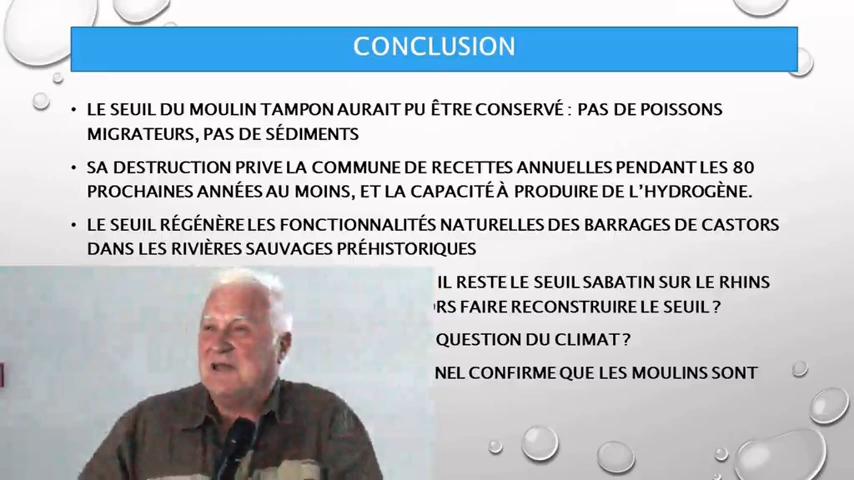 CONCLUSION
• LE SEUIL DU MOULIN TAMPON AURAIT PU ÊTRE CONSERVÉ : PAS DE POISSONS
MIGRATEURS, PAS DE SÉDIMENTS
• SA DESTRUCTION PRIVE LA COMMUNE DE RECETTES ANNUELLES PENDANT LES 80
PROCHAINES ANNÉES AU MOINS, ET LA CAPACITÉ À PRODUIRE DE L'HYDROGÈNE.
• LE SEUIL RÉGÉNÈRE LES FONCTIONNALITÉS NATURELLES DES BARRAGES DE CASTORS
DANS LES RIVIÈRES SAUVAGES PRÉHISTORIQUES
IL RESTE LE SEUIL SABATIN SUR LE RHINS
FAIRE RECONSTRUIRE LE SEUIL ?
QUESTION DU CLIMAT ?
CONFIRME QUE LES MOULINS SONT